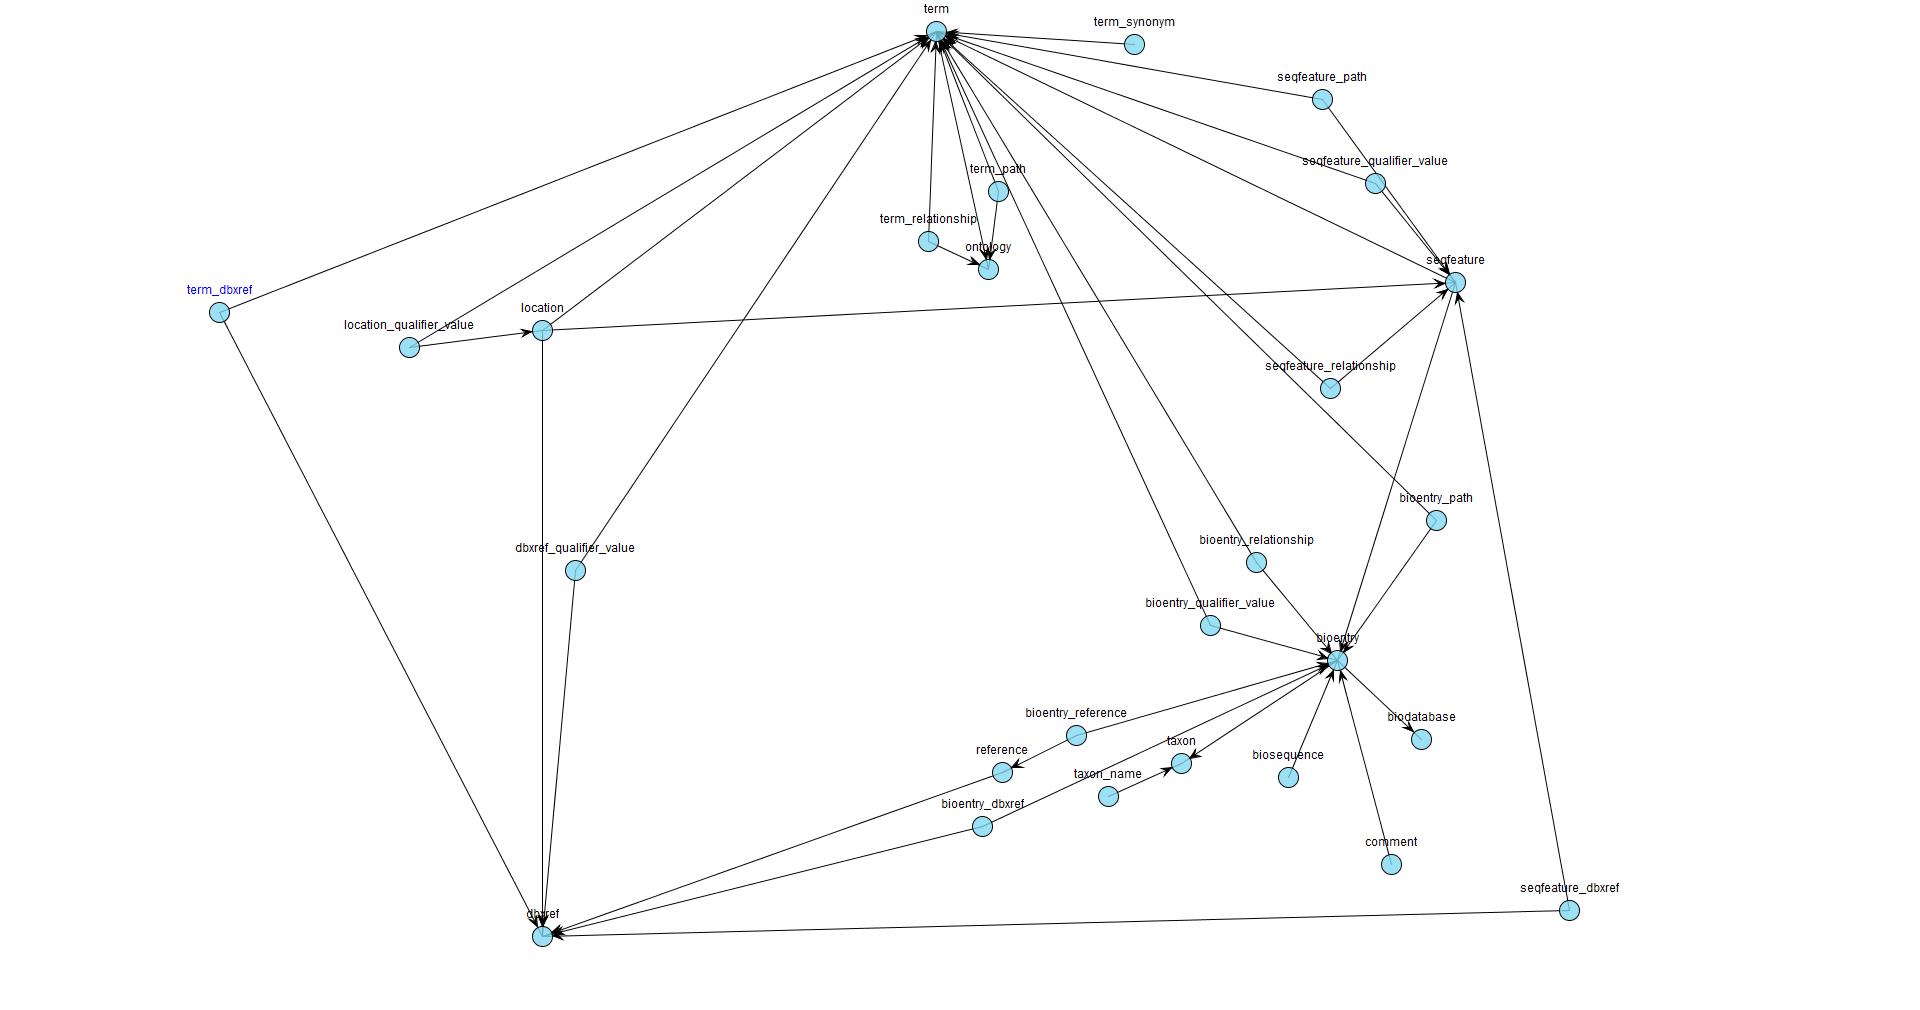 term
term_synonym
seqfeature_path
seqfeature_qualifier_value
term_path
term_relationship
ontology
seqfeature
term_dbxref
location
location_qualifier_value
seqfeature_relationship
bioentry_path
bioentry_relationship
dbxref_qualifier_value
bioentry_qualifier_value
bioentry
bioentry_reference
biodatabase
taxon
reference
biosequence
taxon_name
bioentry_dbxref
comment
seqfeature_dbxref
dbxref